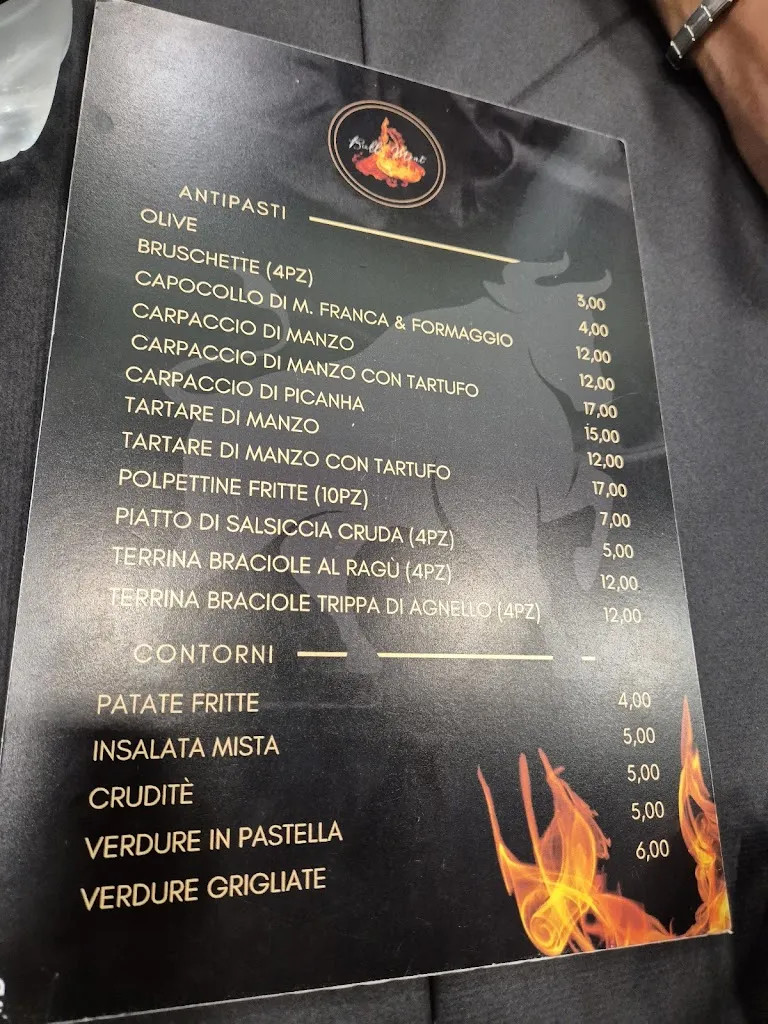 Bull Meat
ANTIPASTI
OLIVE 3,00
BRUSCHETTE (4PZ) 4,00
CAPOCOLLO DI M. FRANCA & FORMAGGIO 12,00
CARPACCIO DI MANZO 12,00
CARPACCIO DI MANZO CON TARTUFO 17,00
CARPACCIO DI PICANHA 15,00
TARTARE DI MANZO 12,00
TARTARE DI MANZO CON TARTUFO 17,00
POLPETTINE FRITTE (10PZ) 7,00
PIATTO DI SALSICCIA CRUDA (4PZ) 5,00
TERRINA BRACIOLE AL RAGÙ (4PZ) 12,00
TERRINA BRACIOLE TRIPPA DI AGNELLO (4PZ) 12,00
CONTORNI
PATATE FRITTE 4,00
INSALATA MISTA 5,00
CRUDITÈ 5,00
VERDURE IN PASTELLA 5,00
VERDURE GRIGLIATE 6,00